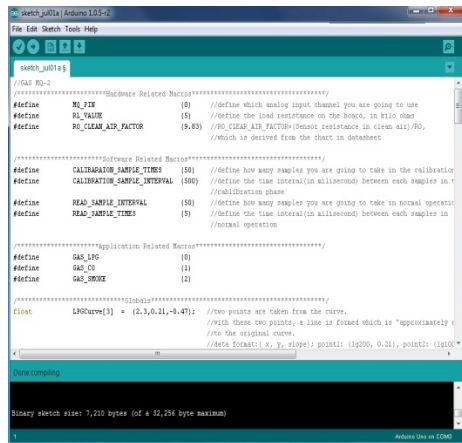 sketch_jul01a | Arduino 1.0.5-r2
File Edit Sketch Tools Help
sketch_jul01a §
//GAS MQ-2
/************************Hardware Related Macros************************************/
#define MQ_PIN (0) //define which analog input channel you are going to use
#define RL_VALUE (5) //define the load resistance on the board, in kilo ohms
#define RO_CLEAN_AIR_FACTOR (9.83) //RO_CLEAR_AIR_FACTOR=(Sensor resistance in clean air)/RO,
//which is derived from the chart in datasheet
/***********************Software Related Macros************************************/
#define CALIBARAION_SAMPLE_TIMES (50) //define how many samples you are going to take in the calibration
#define CALIBRATION_SAMPLE_INTERVAL (500) //define the time interal(in milisecond) between each samples in
//cablibration phase
#define READ_SAMPLE_INTERVAL (50) //define how many samples you are going to take in normal operatio
#define READ_SAMPLE_TIMES (5) //define the time interal(in milisecond) between each samples in
//normal operation
/**********************Application Related Macros**********************************/
#define GAS_LPG (0)
#define GAS_CO (1)
#define GAS_SMOKE (2)
/*****************************Globals***********************************************/
float LPGCurve[3] = {2.3,0.21,-0.47}; //two points are taken from the curve.
//with these two points, a line is formed which is "approximately e
//to the original curve.
//data format:{ x, y, slope}; point1: (lg200, 0.21), point2: (lg100
Done compiling.
Binary sketch size: 7,210 bytes (of a 32,256 byte maximum)
1
Arduino Uno on COM3